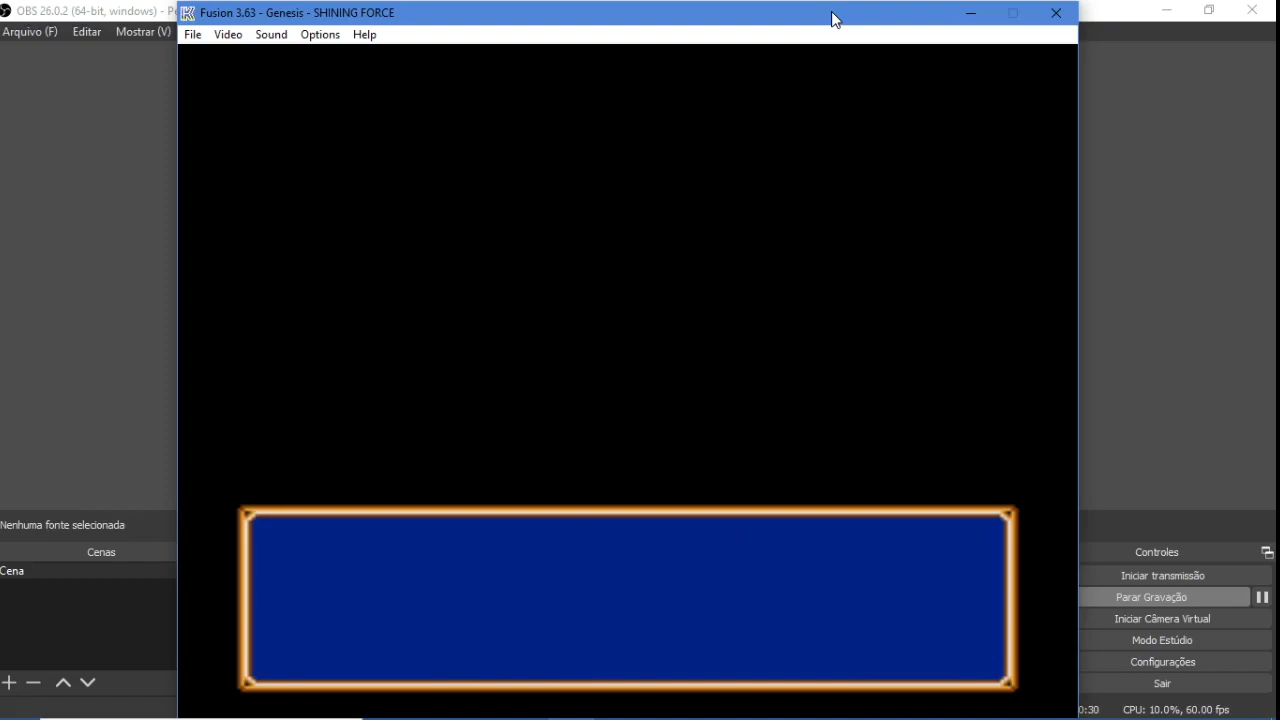 OBS 26.0.2 (64-bit, windows) - Pe
Fusion 3.63 - Genesis - SHINING FORCE
Arquivo (F) Editar Mostrar (V)
File Video Sound Options Help
Nenhuma fonte selecionada
Cenas
Cena
Controles
Iniciar transmissão
Parar Gravação
Iniciar Câmera Virtual
Modo Estúdio
Configurações
Sair
0:30 CPU: 10.0%, 60.00 fps